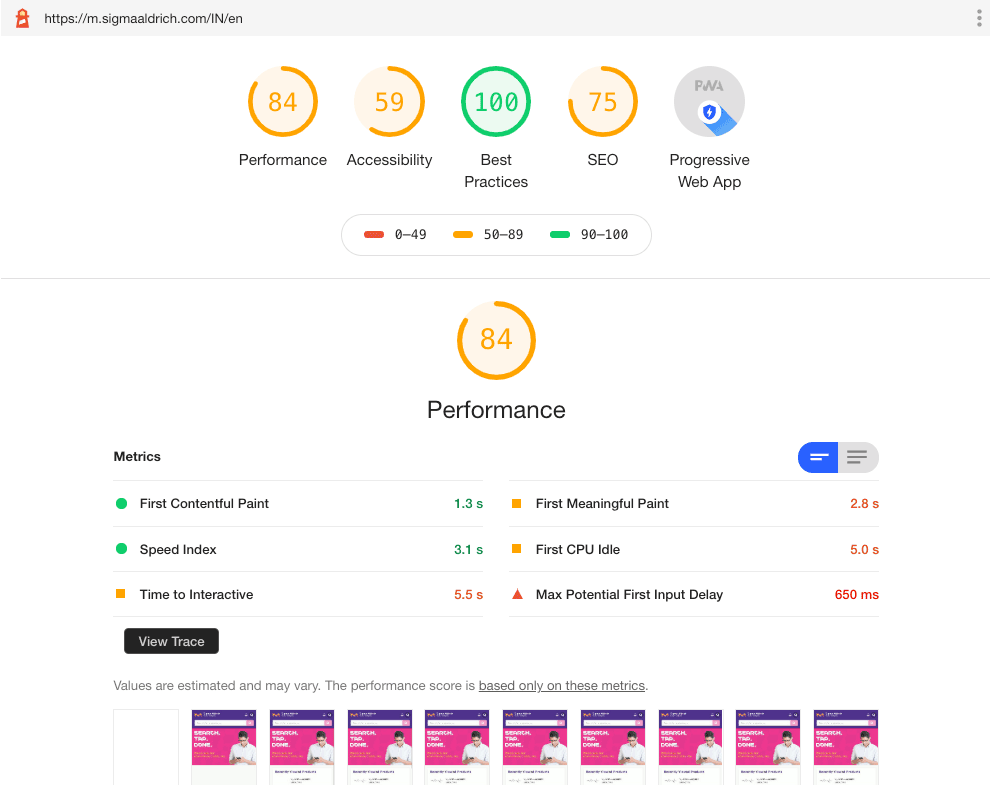 https://m.sigmaaldrich.com/IN/en
84
59
100
75
PWA
Performance
Accessibility
Best
Practices
SEO
Progressive
Web App
0–49
50–89
90–100
84
Performance
Metrics
First Contentful Paint 1.3 s
First Meaningful Paint 2.8 s
Speed Index 3.1 s
First CPU Idle 5.0 s
Time to Interactive 5.5 s
Max Potential First Input Delay 650 ms
View Trace
Values are estimated and may vary. The performance score is based only on these metrics.
SEARCH.
TAP.
DONE.
SEARCH.
TAP.
DONE.
SEARCH.
TAP.
DONE.
SEARCH.
TAP.
DONE.
SEARCH.
TAP.
DONE.
SEARCH.
TAP.
DONE.
SEARCH.
TAP.
DONE.
SEARCH.
TAP.
DONE.
SEARCH.
TAP.
DONE.